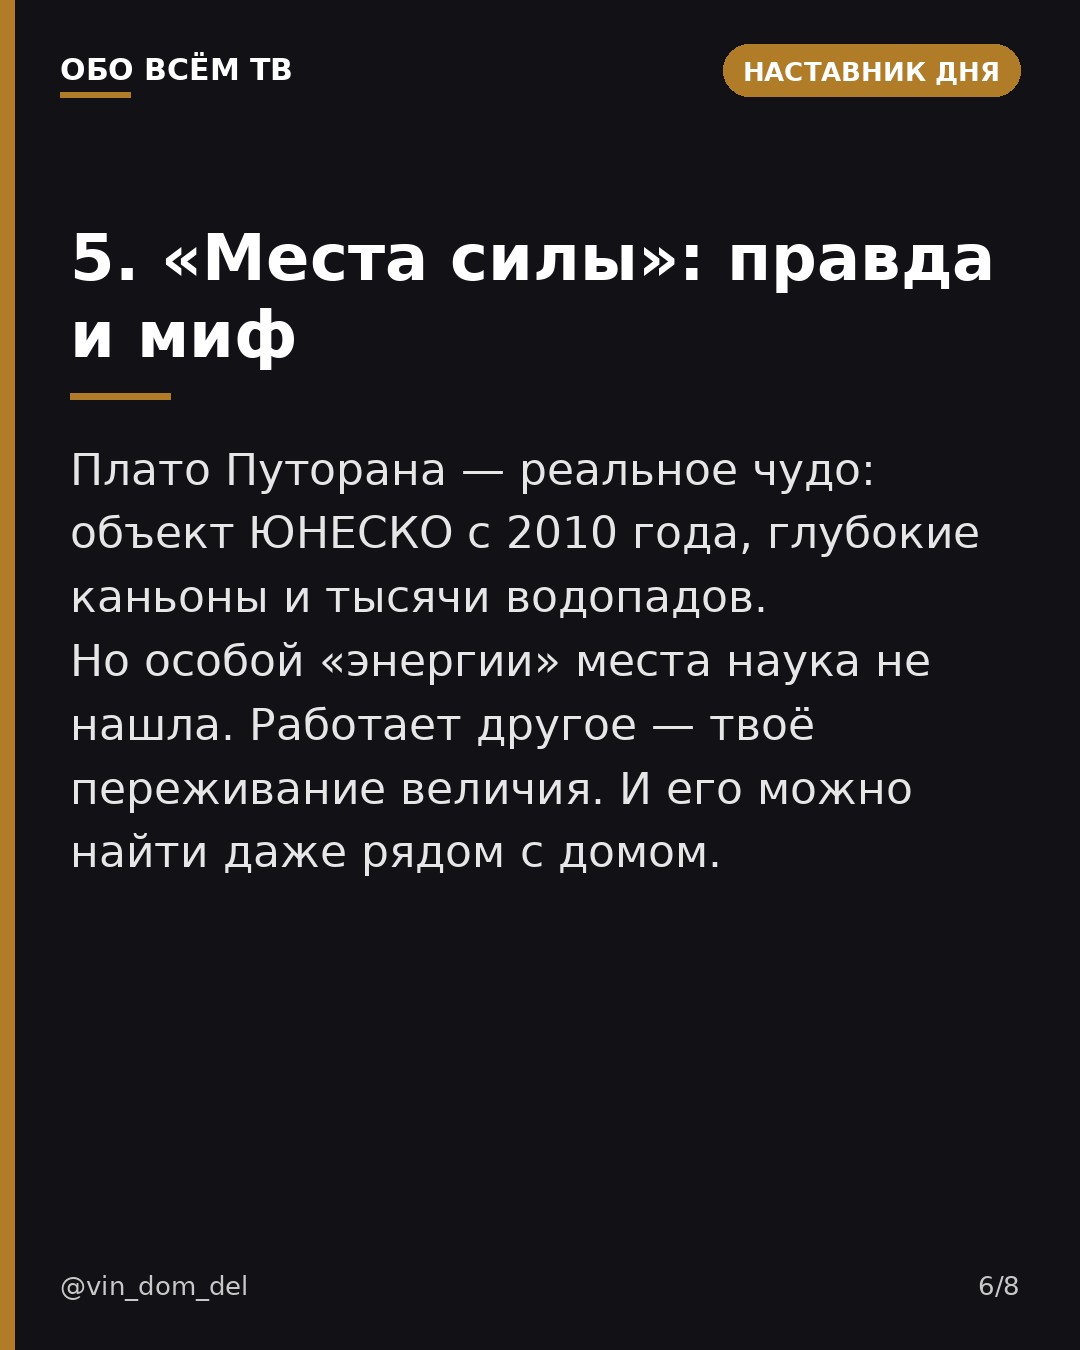 ОБО ВСЁМ ТВ
НАСТАВНИК ДНЯ
5. «Места силы»: правда
и миф
Плато Путорана — реальное чудо:
объект ЮНЕСКО с 2010 года, глубокие
каньоны и тысячи водопадов.
Но особой «энергии» места наука не
нашла. Работает другое — твоё
переживание величия. И его можно
найти даже рядом с домом.
@vin_dom_del
6/8